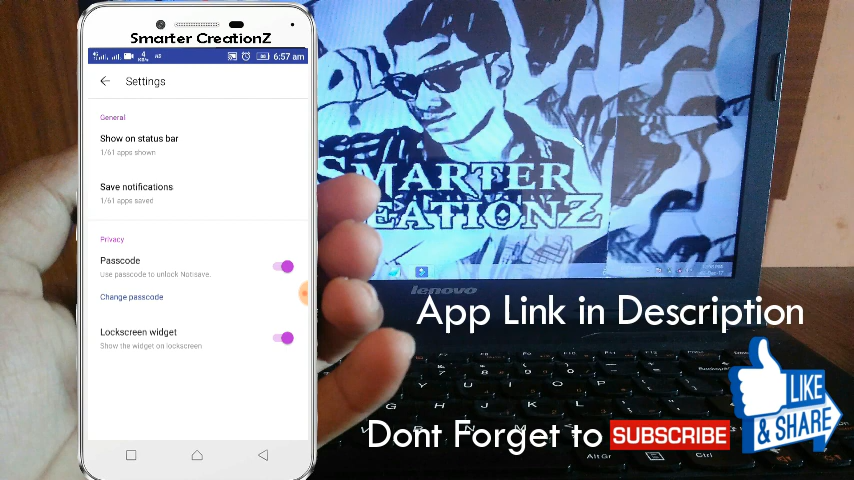 Smarter CreationZ
6:57 am
Settings
General
Show on status bar
1/61 apps shown
Save notifications
1/61 apps saved
Privacy
Passcode
Use passcode to unlock Notisave.
Change passcode
Lockscreen widget
Show the widget on lockscreen
SMARTER
CREATIONZ
lenovo
App Link in Description
Y U I O P
G H J K L
B N M
AltGr Ctrl
Dont Forget to SUBSCRIBE
LIKE
& SHARE